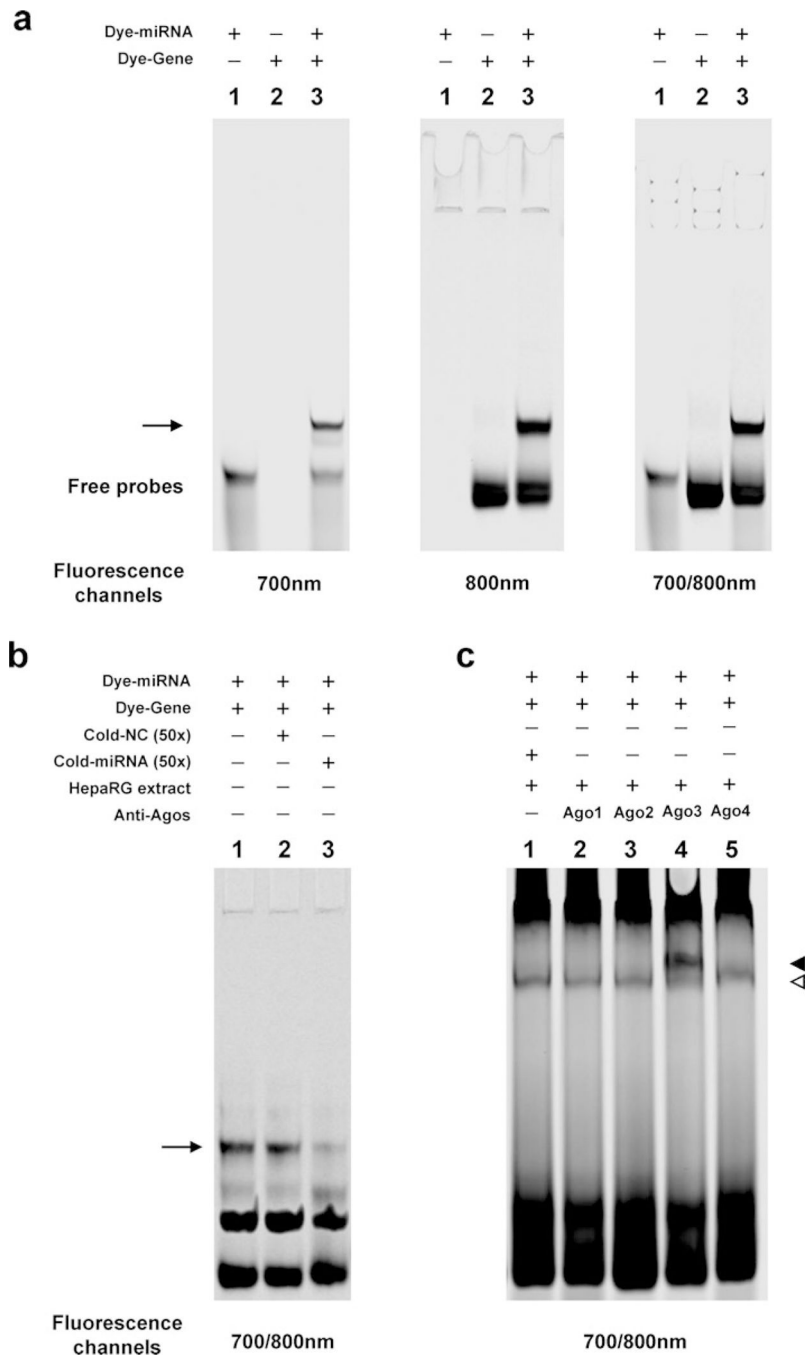 a
Dye-miRNA + – + + – + + – +
Dye-Gene – + + – + + – + +
1 2 3 1 2 3 1 2 3
Free probes
Fluorescence
channels
700nm 800nm 700/800nm
b
Dye-miRNA + + +
Dye-Gene + + +
Cold-NC (50x) – + –
Cold-miRNA (50x) – – +
HepaRG extract – – –
Anti-Agos – – –
1 2 3
Fluorescence
channels
700/800nm
c
+ + + + +
+ + + + +
– – – – –
+ – – – –
+ + + + +
– Ago1 Ago2 Ago3 Ago4
1 2 3 4 5
700/800nm